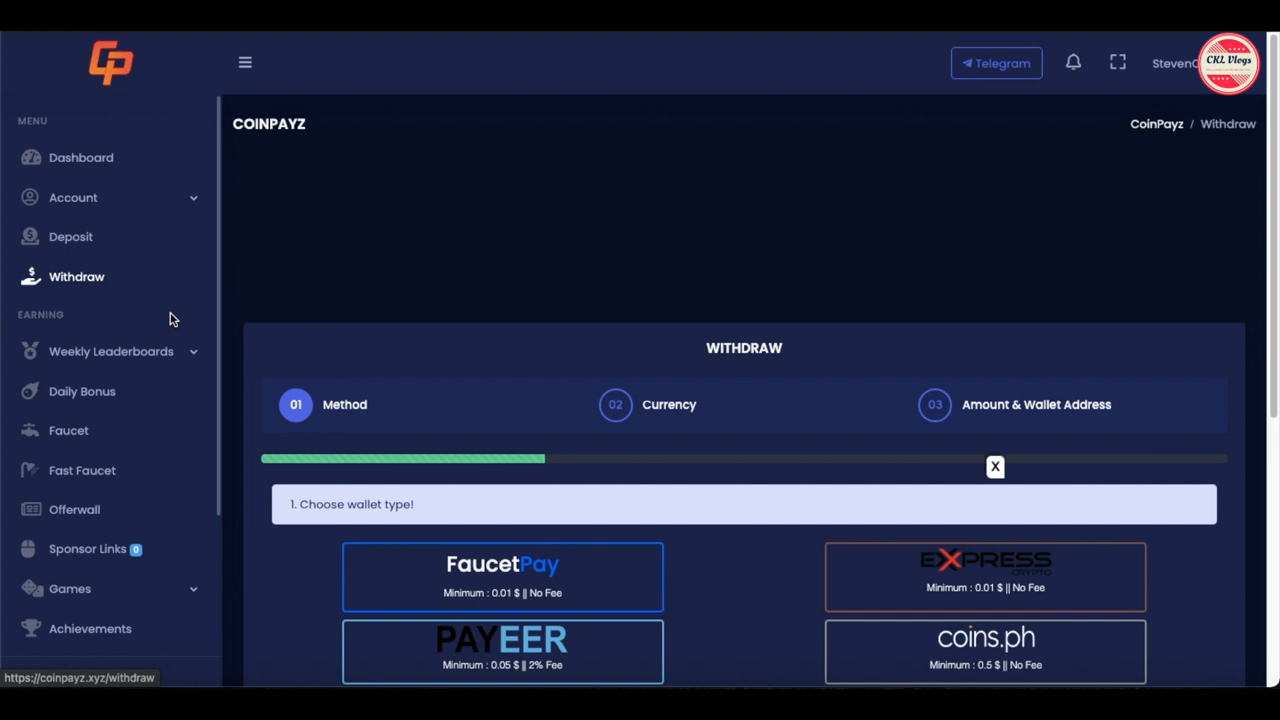 CP
Telegram
StevenC
CKL Vlogs
MENU
COINPAYZ
CoinPayz / Withdraw
Dashboard
Account
Deposit
Withdraw
EARNING
Weekly Leaderboards
Daily Bonus
Faucet
Fast Faucet
Offerwall
Sponsor Links 0
Games
Achievements
https://coinpayz.xyz/withdraw
WITHDRAW
01 Method
02 Currency
03 Amount & Wallet Address
X
1. Choose wallet type!
FaucetPay
Minimum : 0.01 $ || No Fee
EXPRESS
CRYPTO
Minimum : 0.01 $ || No Fee
PAYEER
Minimum : 0.05 $ || 2% Fee
coins.ph
Minimum : 0.5 $ || No Fee